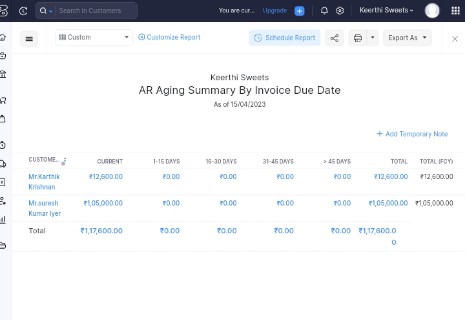 Search in Customers
You are cur... Upgrade
Keerthi Sweets
Custom
Customize Report
Schedule Report
Export As
Keerthi Sweets
AR Aging Summary By Invoice Due Date
As of 15/04/2023
Add Temporary Note
CUSTOME... CURRENT 1-15 DAYS 16-30 DAYS 31-45 DAYS > 45 DAYS TOTAL TOTAL (FCY)
Mr.Karthik ₹12,600.00 ₹0.00 ₹0.00 ₹0.00 ₹0.00 ₹12,600.00 ₹12,600.00
Krishnan
Mr.suresh ₹1,05,000.00 ₹0.00 ₹0.00 ₹0.00 ₹0.00 ₹1,05,000.00 ₹1,05,000.00
Kumar Iyer
Total ₹1,17,600.00 ₹0.00 ₹0.00 ₹0.00 ₹0.00 ₹1,17,600.0
0